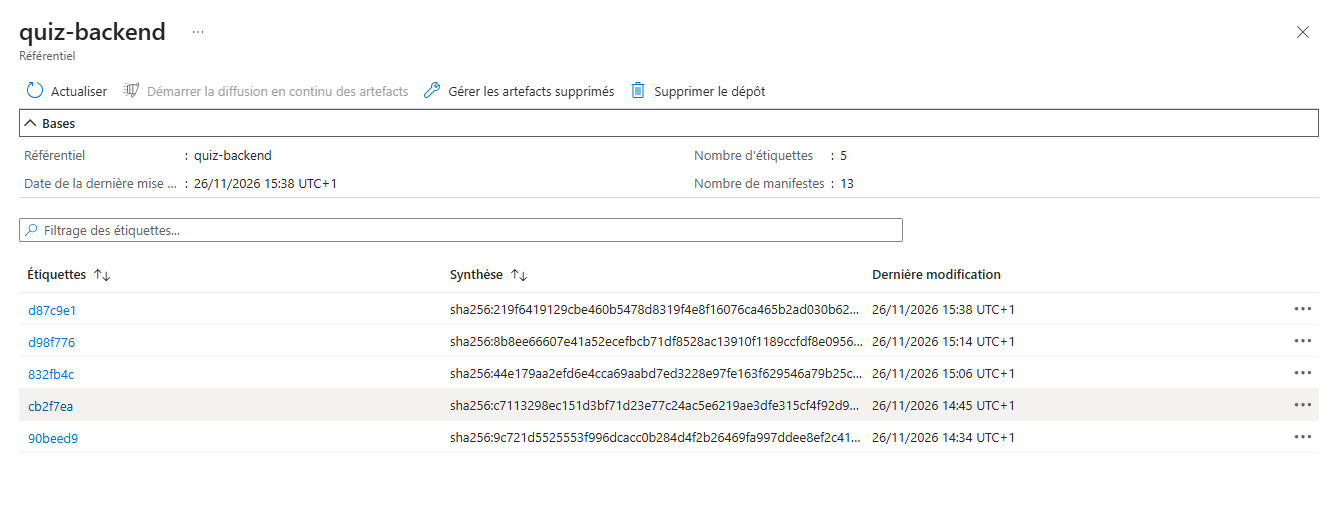 quiz-backend ...
Référentiel
Actualiser Démarrer la diffusion en continu des artefacts Gérer les artefacts supprimés Supprimer le dépôt
Bases
Référentiel : quiz-backend Nombre d'étiquettes : 5
Date de la dernière mise ... : 26/11/2026 15:38 UTC+1 Nombre de manifestes : 13
Filtrage des étiquettes...
Étiquettes Synthèse Dernière modification
d87c9e1 sha256:219f6419129cbe460b5478d8319f4e8f16076ca465b2ad030b62... 26/11/2026 15:38 UTC+1
d98f776 sha256:8b8ee66607e41a52ecefbcb71df8528ac13910f1189ccfdf8e0956... 26/11/2026 15:14 UTC+1
832fb4c sha256:44e179aa2efd6e4cca69aabd7ed3228e97fe163f629546a79b25c... 26/11/2026 15:06 UTC+1
cb2f7ea sha256:c7113298ec151d3bf71d23e77c24ac5e6219ae3dfe315cf4f92d9... 26/11/2026 14:45 UTC+1
90beed9 sha256:9c721d5525553f996dcacc0b284d4f2b26469fa997ddee8ef2c41... 26/11/2026 14:34 UTC+1